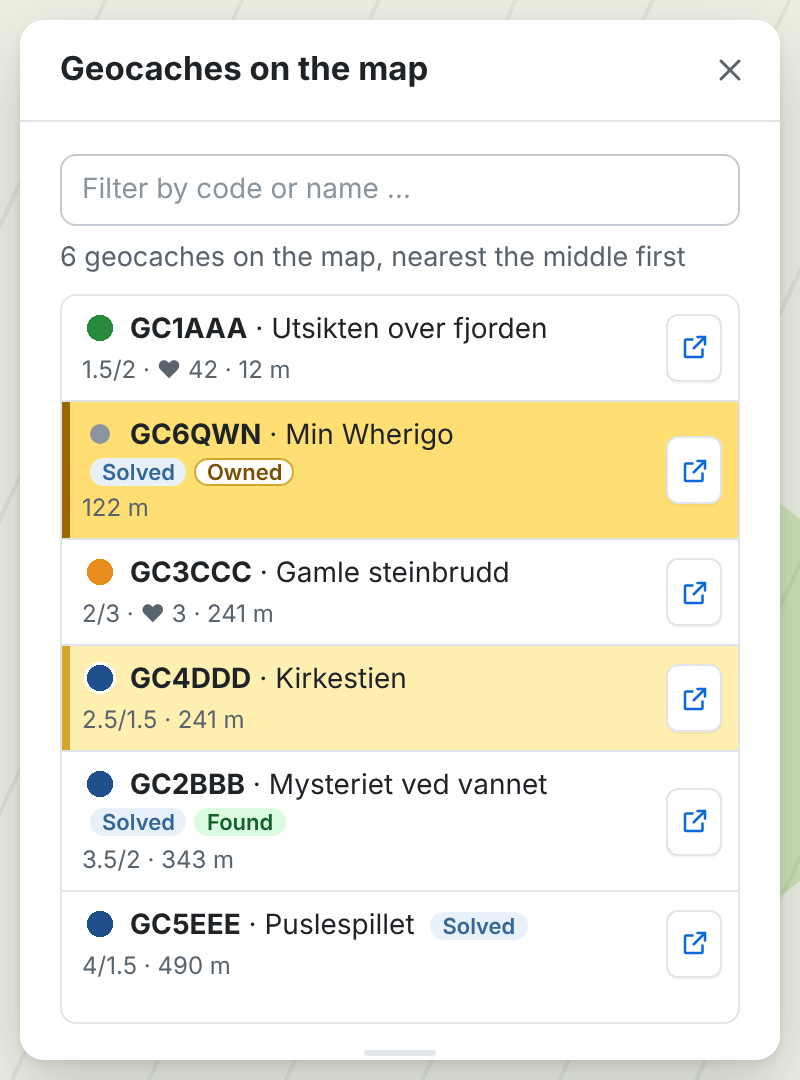 Geocaches on the map
Filter by code or name ...
6 geocaches on the map, nearest the middle first
GC1AAA · Utsikten over fjorden
1.5/2 · ♥ 42 · 12 m
GC6QWN · Min Wherigo
Solved Owned
122 m
GC3CCC · Gamle steinbrudd
2/3 · ♥ 3 · 241 m
GC4DDD · Kirkestien
2.5/1.5 · 241 m
GC2BBB · Mysteriet ved vannet
Solved Found
3.5/2 · 343 m
GC5EEE · Puslespillet Solved
4/1.5 · 490 m